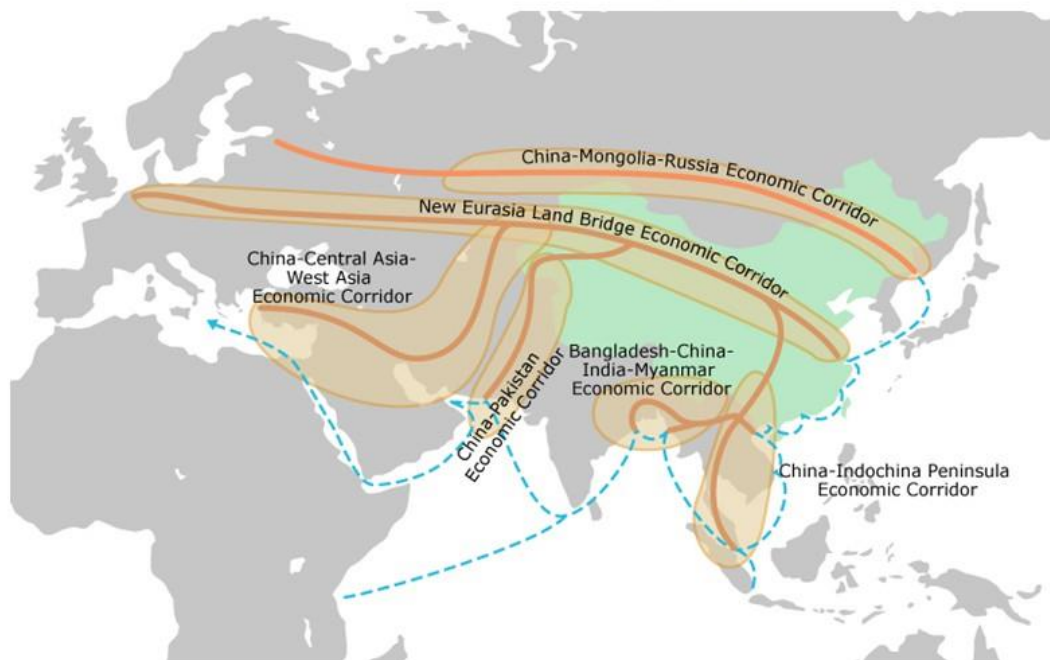 China-Mongolia-Russia Economic Corridor
New Eurasia Land Bridge Economic Corridor
China-Central Asia-
West Asia
Economic Corridor
China-Pakistan
Economic Corridor
Bangladesh-China-
India-Myanmar
Economic Corridor
China-Indochina Peninsula
Economic Corridor